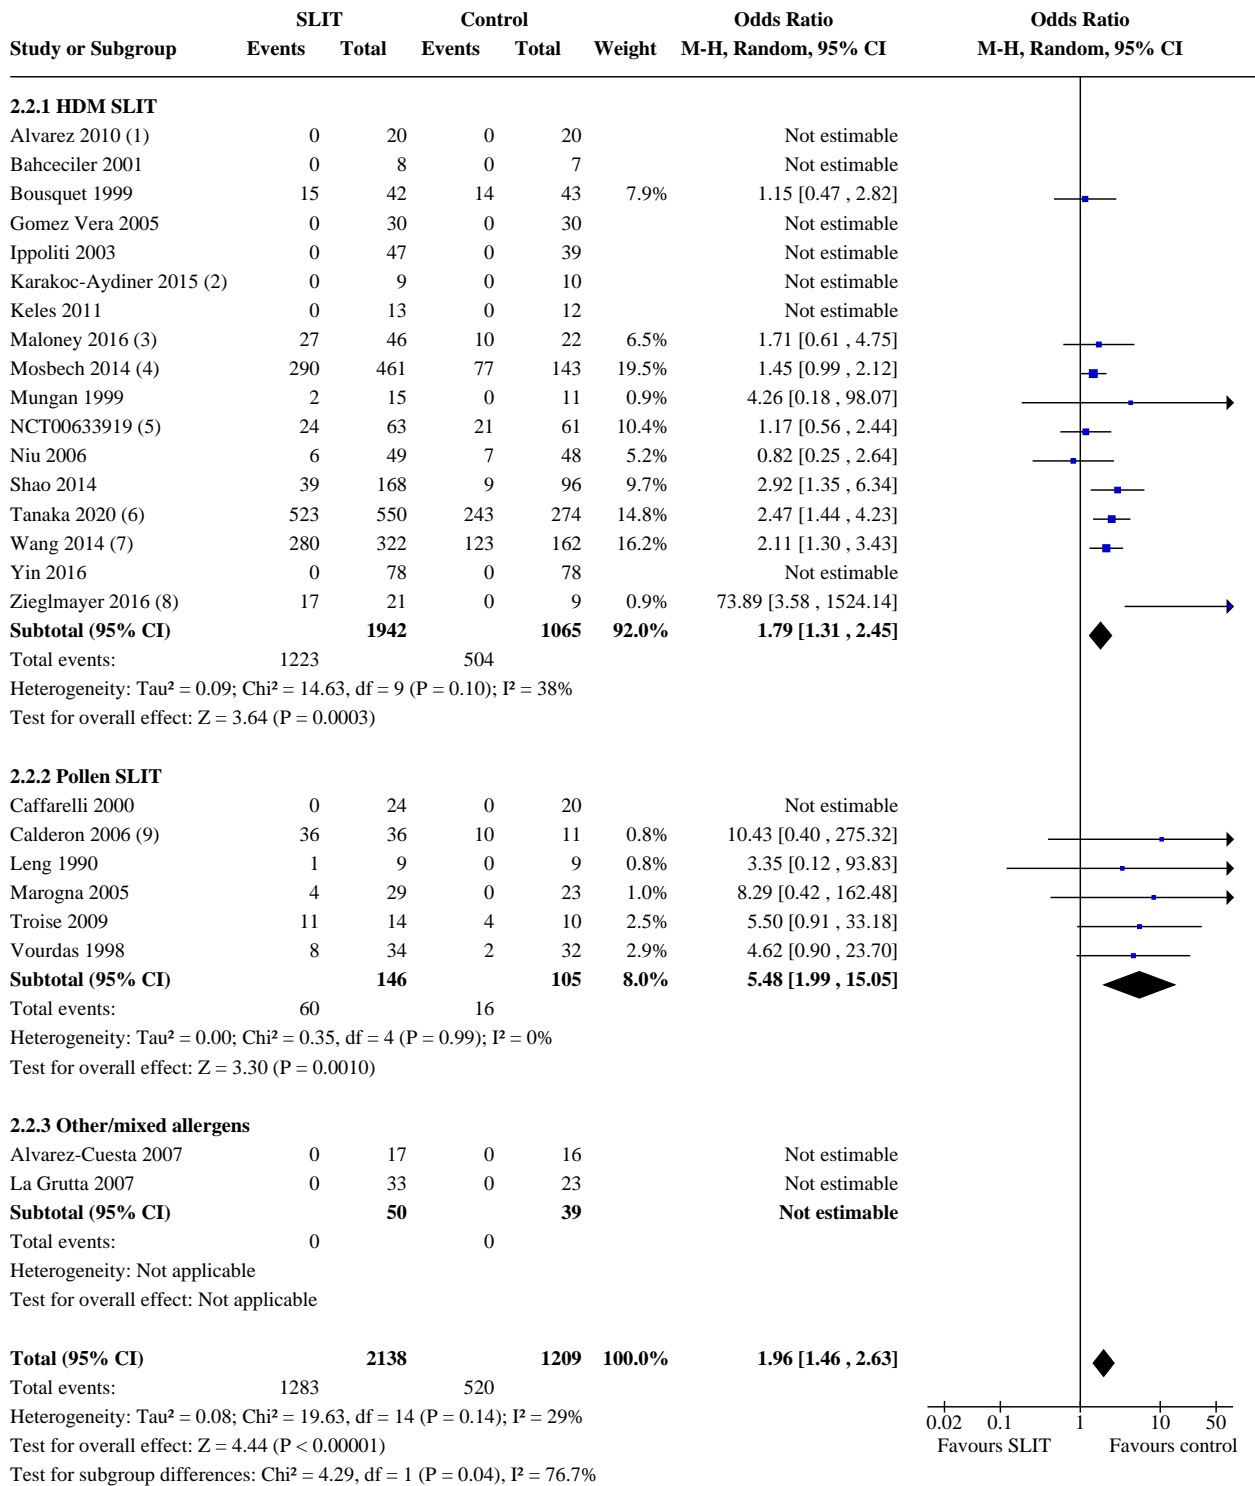 SLIT Control Odds Ratio Odds Ratio
Study or Subgroup Events Total Events Total Weight M-H, Random, 95% CI M-H, Random, 95% CI
2.2.1 HDM SLIT
Alvarez 2010 (1) 0 20 0 20 Not estimable
Bahceciler 2001 0 8 0 7 Not estimable
Bousquet 1999 15 42 14 43 7.9% 1.15 [0.47 , 2.82]
Gomez Vera 2005 0 30 0 30 Not estimable
Ippoliti 2003 0 47 0 39 Not estimable
Karakoc-Aydiner 2015 (2) 0 9 0 10 Not estimable
Keles 2011 0 13 0 12 Not estimable
Maloney 2016 (3) 27 46 10 22 6.5% 1.71 [0.61 , 4.75]
Mosbech 2014 (4) 290 461 77 143 19.5% 1.45 [0.99 , 2.12]
Mungan 1999 2 15 0 11 0.9% 4.26 [0.18 , 98.07]
NCT00633919 (5) 24 63 21 61 10.4% 1.17 [0.56 , 2.44]
Niu 2006 6 49 7 48 5.2% 0.82 [0.25 , 2.64]
Shao 2014 39 168 9 96 9.7% 2.92 [1.35 , 6.34]
Tanaka 2020 (6) 523 550 243 274 14.8% 2.47 [1.44 , 4.23]
Wang 2014 (7) 280 322 123 162 16.2% 2.11 [1.30 , 3.43]
Yin 2016 0 78 0 78 Not estimable
Zieglmayer 2016 (8) 17 21 0 9 0.9% 73.89 [3.58 , 1524.14]
Subtotal (95% CI) 1942 1065 92.0% 1.79 [1.31 , 2.45]
Total events: 1223 504
Heterogeneity: Tau² = 0.09; Chi² = 14.63, df = 9 (P = 0.10); I² = 38%
Test for overall effect: Z = 3.64 (P = 0.0003)
2.2.2 Pollen SLIT
Caffarelli 2000 0 24 0 20 Not estimable
Calderon 2006 (9) 36 36 10 11 0.8% 10.43 [0.40 , 275.32]
Leng 1990 1 9 0 9 0.8% 3.35 [0.12 , 93.83]
Marogna 2005 4 29 0 23 1.0% 8.29 [0.42 , 162.48]
Troise 2009 11 14 4 10 2.5% 5.50 [0.91 , 33.18]
Vourdas 1998 8 34 2 32 2.9% 4.62 [0.90 , 23.70]
Subtotal (95% CI) 146 105 8.0% 5.48 [1.99 , 15.05]
Total events: 60 16
Heterogeneity: Tau² = 0.00; Chi² = 0.35, df = 4 (P = 0.99); I² = 0%
Test for overall effect: Z = 3.30 (P = 0.0010)
2.2.3 Other/mixed allergens
Alvarez-Cuesta 2007 0 17 0 16 Not estimable
La Grutta 2007 0 33 0 23 Not estimable
Subtotal (95% CI) 50 39 Not estimable
Total events: 0 0
Heterogeneity: Not applicable
Test for overall effect: Not applicable
Total (95% CI) 2138 1209 100.0% 1.96 [1.46 , 2.63]
Total events: 1283 520
Heterogeneity: Tau² = 0.08; Chi² = 19.63, df = 14 (P = 0.14); I² = 29%
0.02 0.1 1 10 50
Test for overall effect: Z = 4.44 (P < 0.00001)
Favours SLIT Favours control
Test for subgroup differences: Chi² = 4.29, df = 1 (P = 0.04), I² = 76.7%